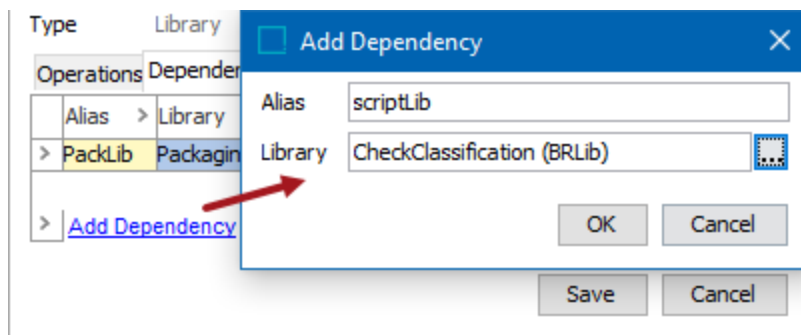 Type Library
Add Dependency
Operations Depender
Alias scriptLib
Alias > Library
Library CheckClassification (BRLib)
> PackLib Packagin
...
> Add Dependency
OK Cancel
Save Cancel